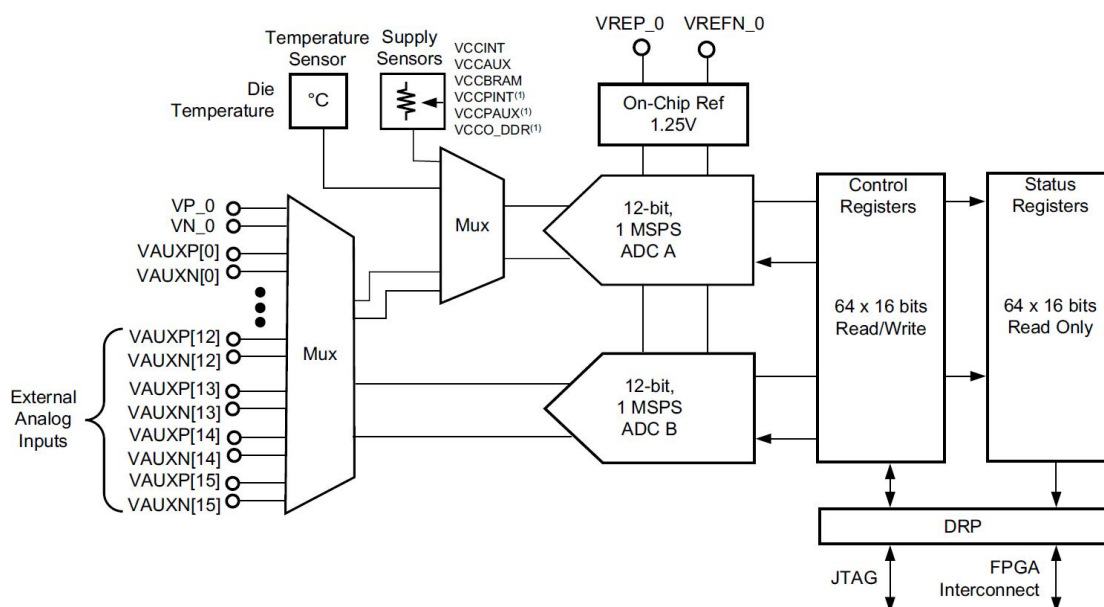 VREP_0 VREFN_0
Temperature
Sensor
Supply
Sensors
VCCINT
VCCAUX
VCCBRAM
VCCPINT(1)
VCCPAUX(1)
VCCO_DDR(1)
Die
Temperature
°C
On-Chip Ref
1.25V
VP_0
VN_0
VAUXP[0]
VAUXN[0]
VAUXP[12]
VAUXN[12]
VAUXP[13]
VAUXN[13]
VAUXP[14]
VAUXN[14]
VAUXP[15]
VAUXN[15]
External
Analog
Inputs
Mux
Mux
12-bit,
1 MSPS
ADC A
12-bit,
1 MSPS
ADC B
Control
Registers
64 x 16 bits
Read/Write
Status
Registers
64 x 16 bits
Read Only
DRP
JTAG
FPGA
Interconnect